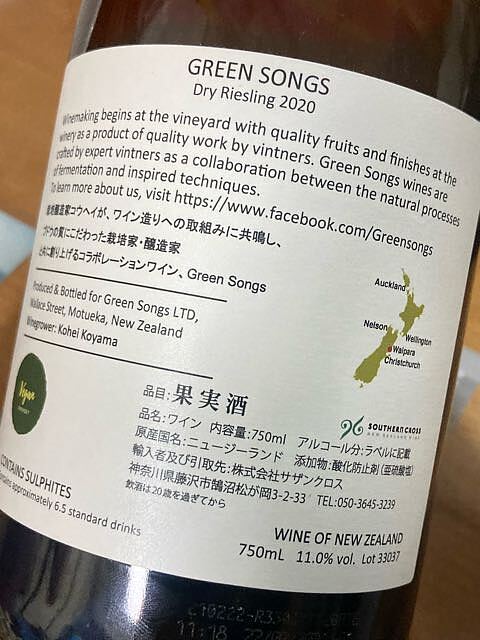 GREEN SONGS
Dry Riesling 2020
Winemaking begins at the vineyard with quality fruits and finishes at the
winery as a product of quality work by vintners. Green Songs wines are
crafted by expert vintners as a collaboration between the natural processes
of fermentation and inspired techniques.
To learn more about us, visit https://www.facebook.com/Greensongs
栽培醸造家コウヘイが、ワイン造りへの取組みに共鳴し、
ブドウの質にこだわった栽培家・醸造家
と共に創り上げるコラボレーションワイン、Green Songs
Produced & Bottled for Green Songs LTD,
Wallace Street, Motueka, New Zealand
Winegrower: Kohei Koyama
Auckland
Nelson
Wellington
Waipara
Christchurch
Vegan
品目:果実酒
SOUTHERN CROSS
NEW ZEALAND WINE
品名:ワイン 内容量:750ml アルコール分:ラベルに記載
原産国名:ニュージーランド 添加物:酸化防止剤(亜硫酸塩)
輸入者及び引取先:株式会社サザンクロス
神奈川県藤沢市鵠沼松が岡3-2-33 TEL:050-3645-3239
飲酒は20歳を過ぎてから
CONTAINS SULPHITES
Contains approximately 6.5 standard drinks
WINE OF NEW ZEALAND
750mL 11.0% vol. Lot 33037